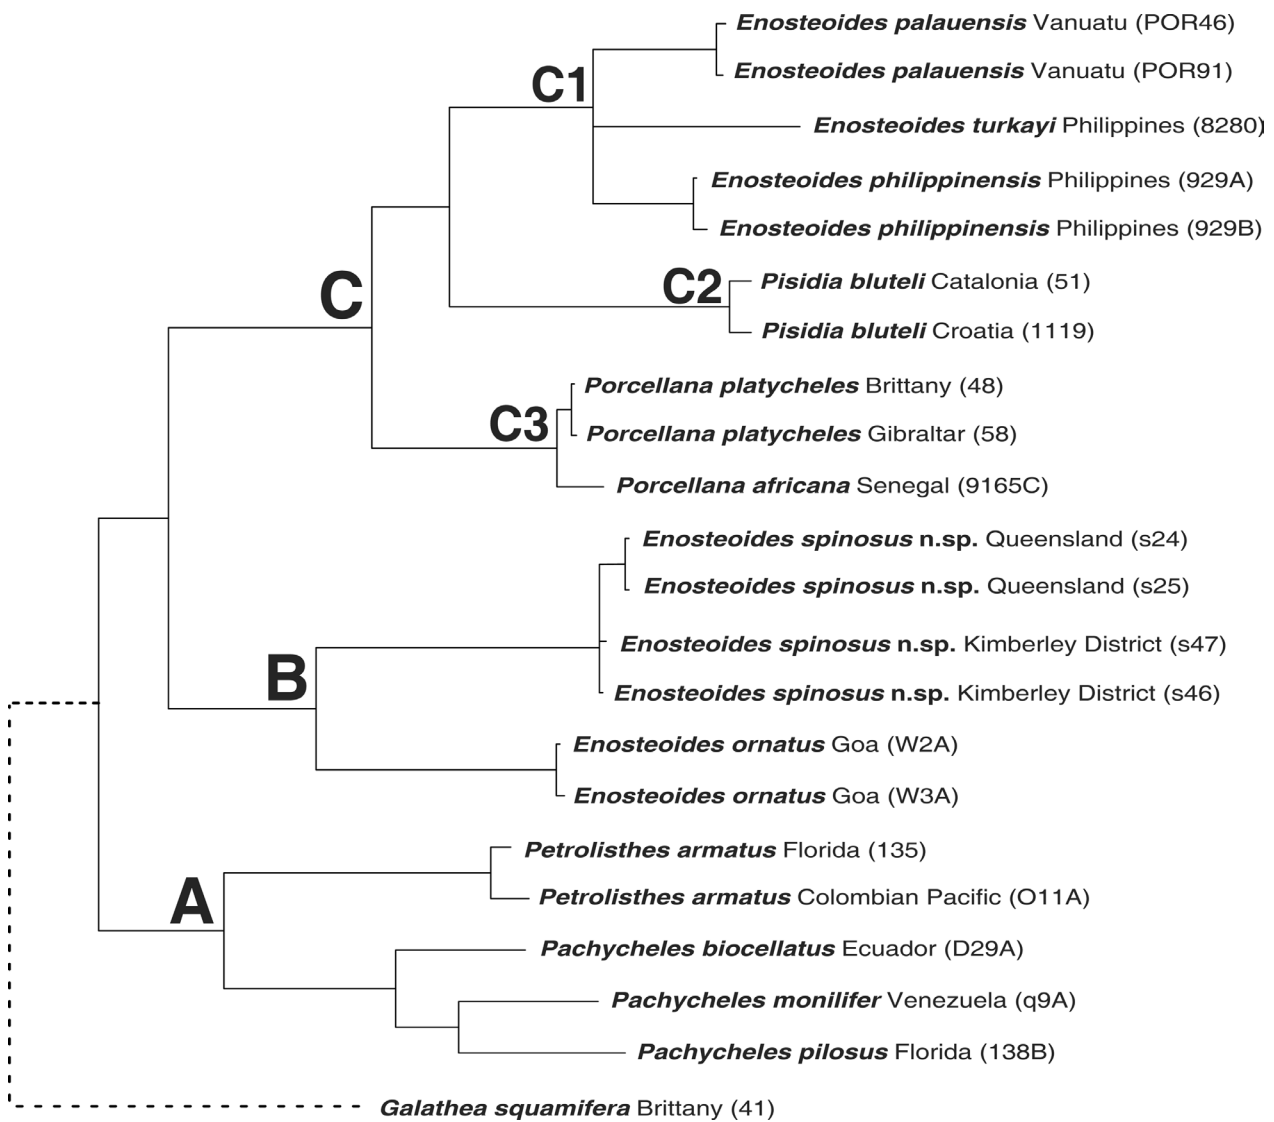 Enosteoides palauensis Vanuatu (POR46)
C1
Enosteoides palauensis Vanuatu (POR91)
Enosteoides turkayi Philippines (8280)
Enosteoides philippinensis Philippines (929A)
Enosteoides philippinensis Philippines (929B)
C
C2
Pisidia bluteli Catalonia (51)
Pisidia bluteli Croatia (1119)
Porcellana platycheles Brittany (48)
C3
Porcellana platycheles Gibraltar (58)
Porcellana africana Senegal (9165C)
Enosteoides spinosus n.sp. Queensland (s24)
Enosteoides spinosus n.sp. Queensland (s25)
Enosteoides spinosus n.sp. Kimberley District (s47)
B
Enosteoides spinosus n.sp. Kimberley District (s46)
Enosteoides ornatus Goa (W2A)
Enosteoides ornatus Goa (W3A)
Petrolisthes armatus Florida (135)
A
Petrolisthes armatus Colombian Pacific (O11A)
Pachycheles biocellatus Ecuador (D29A)
Pachycheles monilifer Venezuela (q9A)
Pachycheles pilosus Florida (138B)
Galathea squamifera Brittany (41)